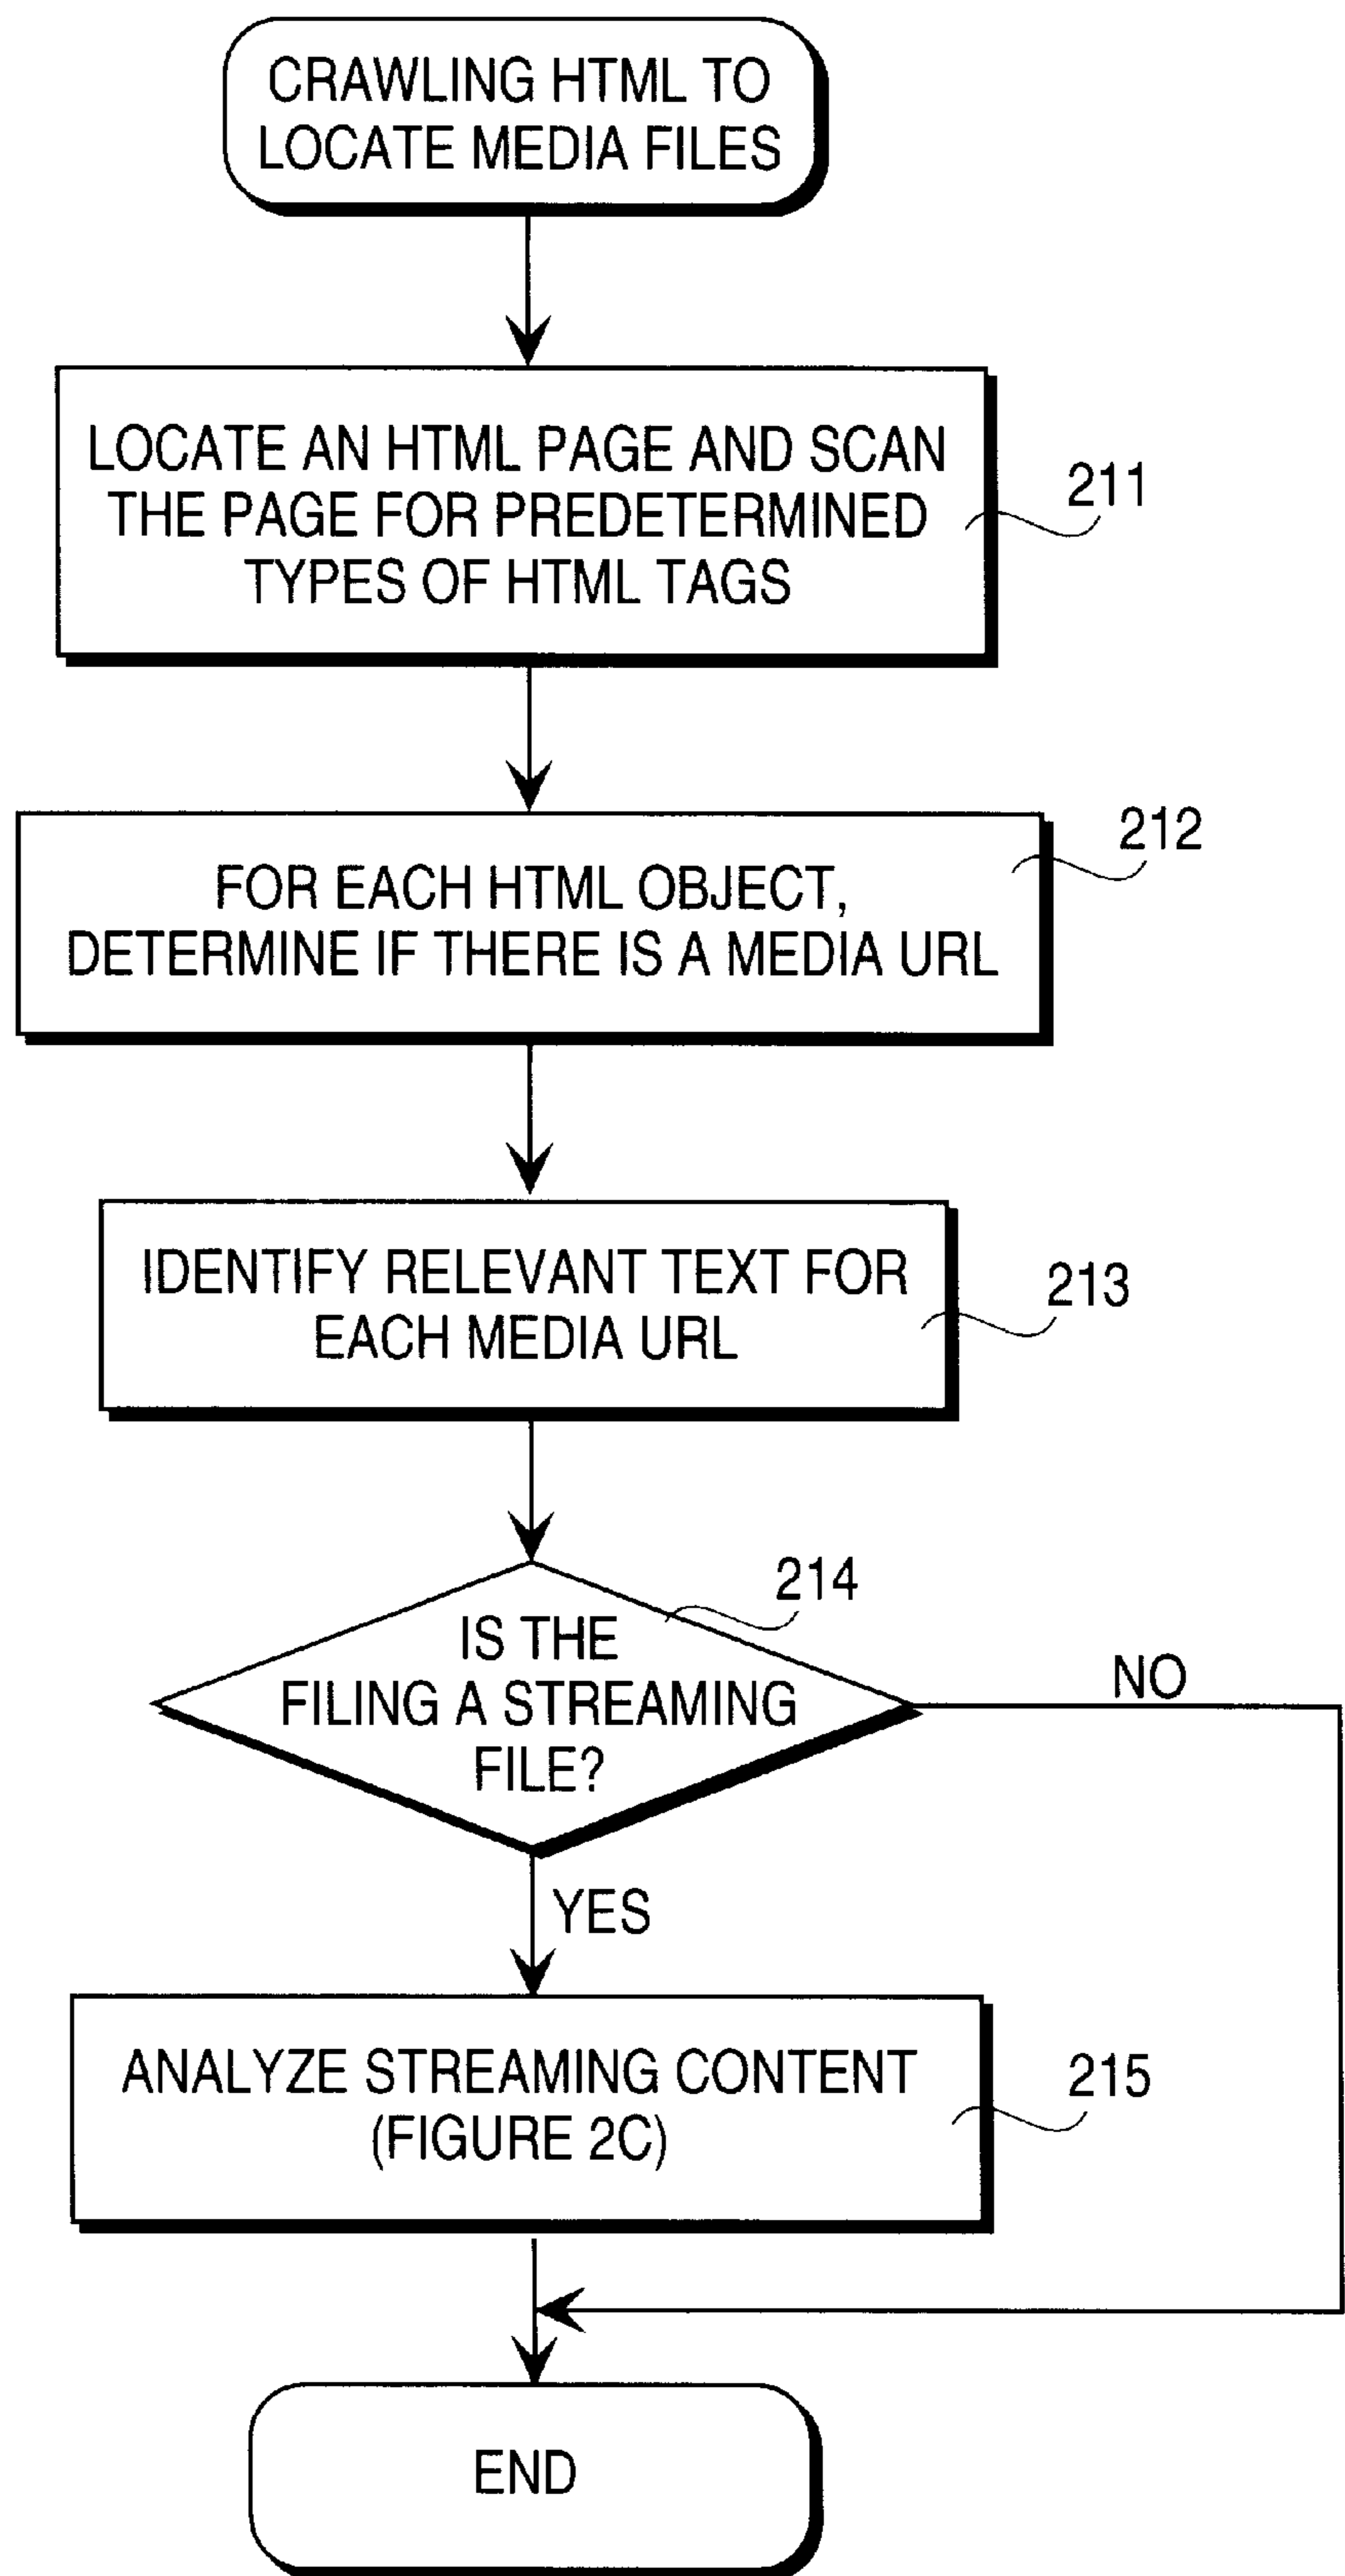 CRAWLING HTML TO
LOCATE MEDIA FILES
LOCATE AN HTML PAGE AND SCAN
THE PAGE FOR PREDETERMINED
TYPES OF HTML TAGS
211
FOR EACH HTML OBJECT,
DETERMINE IF THERE IS A MEDIA URL
212
IDENTIFY RELEVANT TEXT FOR
EACH MEDIA URL
213
214
IS THE
FILING A STREAMING
FILE?
NO
YES
ANALYZE STREAMING CONTENT
(FIGURE 2C)
215
END